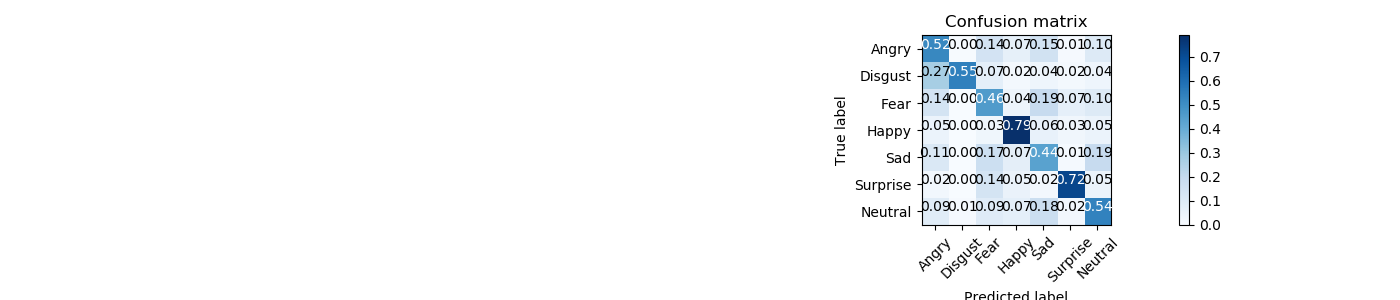 Confusion matrix
True label
Angry 0.52 0.00 0.14 0.07 0.15 0.01 0.10
Disgust 0.27 0.55 0.07 0.02 0.04 0.02 0.04
Fear 0.14 0.00 0.46 0.04 0.19 0.07 0.10
Happy 0.05 0.00 0.03 0.79 0.06 0.03 0.05
Sad 0.11 0.00 0.17 0.07 0.44 0.01 0.19
Surprise 0.02 0.00 0.14 0.05 0.02 0.72 0.05
Neutral 0.09 0.01 0.09 0.07 0.18 0.02 0.54
Angry Disgust Fear Happy Sad Surprise Neutral
Predicted label
0.7
0.6
0.5
0.4
0.3
0.2
0.1
0.0